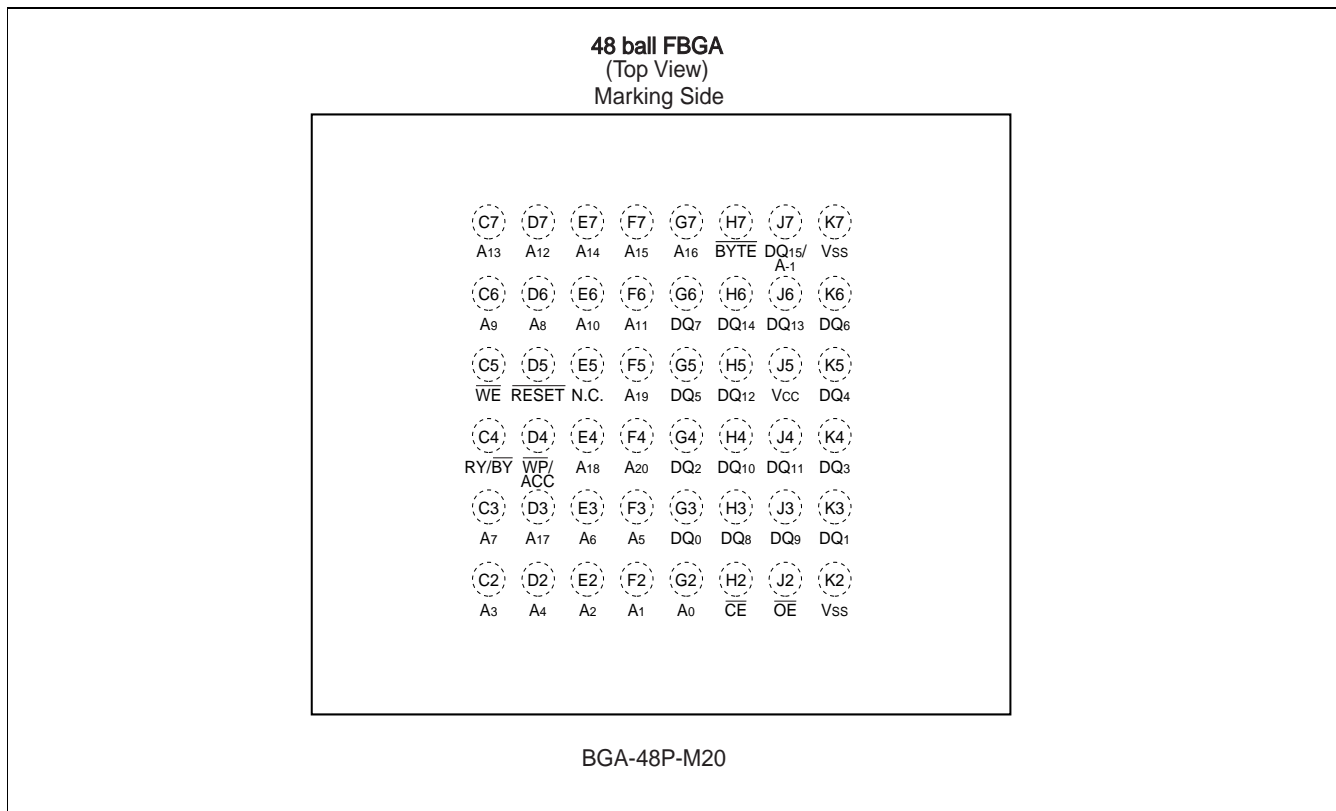 48 ball FBGA
(Top View)
Marking Side
C7 D7 E7 F7 G7 H7 J7 K7
A13 A12 A14 A15 A16 BYTE DQ15/ VSS
A-1
C6 D6 E6 F6 G6 H6 J6 K6
A9 A8 A10 A11 DQ7 DQ14 DQ13 DQ6
C5 D5 E5 F5 G5 H5 J5 K5
WE RESET N.C. A19 DQ5 DQ12 VCC DQ4
C4 D4 E4 F4 G4 H4 J4 K4
RY/BY WP/ A18 A20 DQ2 DQ10 DQ11 DQ3
ACC
C3 D3 E3 F3 G3 H3 J3 K3
A7 A17 A6 A5 DQ0 DQ8 DQ9 DQ1
C2 D2 E2 F2 G2 H2 J2 K2
A3 A4 A2 A1 A0 CE OE VSS
BGA-48P-M20